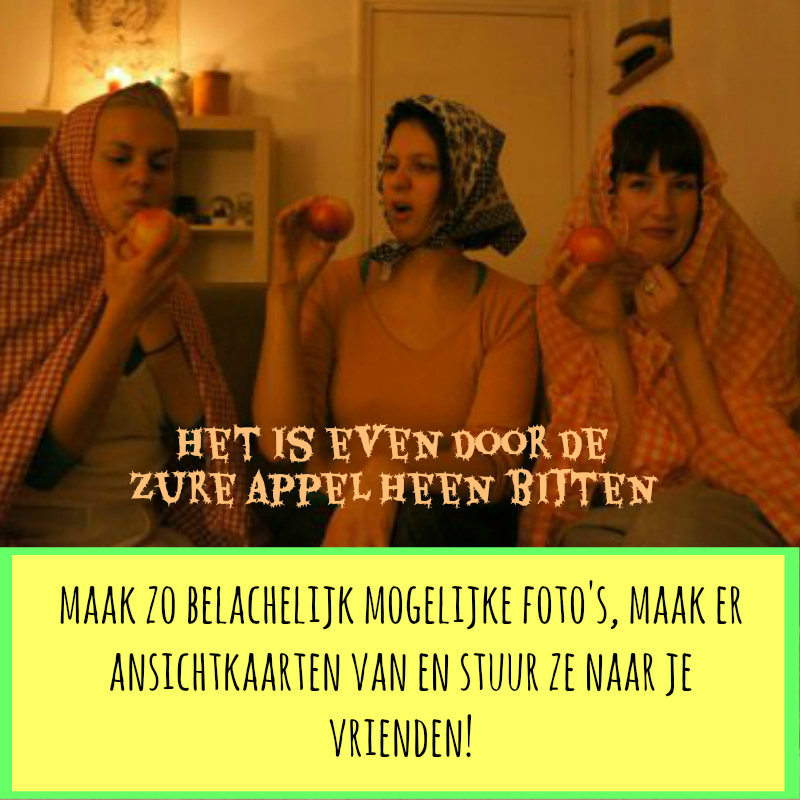 HET IS EVEN DOOR DE
ZURE APPEL HEEN BIJTEN
MAAK ZO BELACHELIJK MOGELIJKE FOTO'S, MAAK ER
ANSICHTKAARTEN VAN EN STUUR ZE NAAR JE
VRIENDEN!